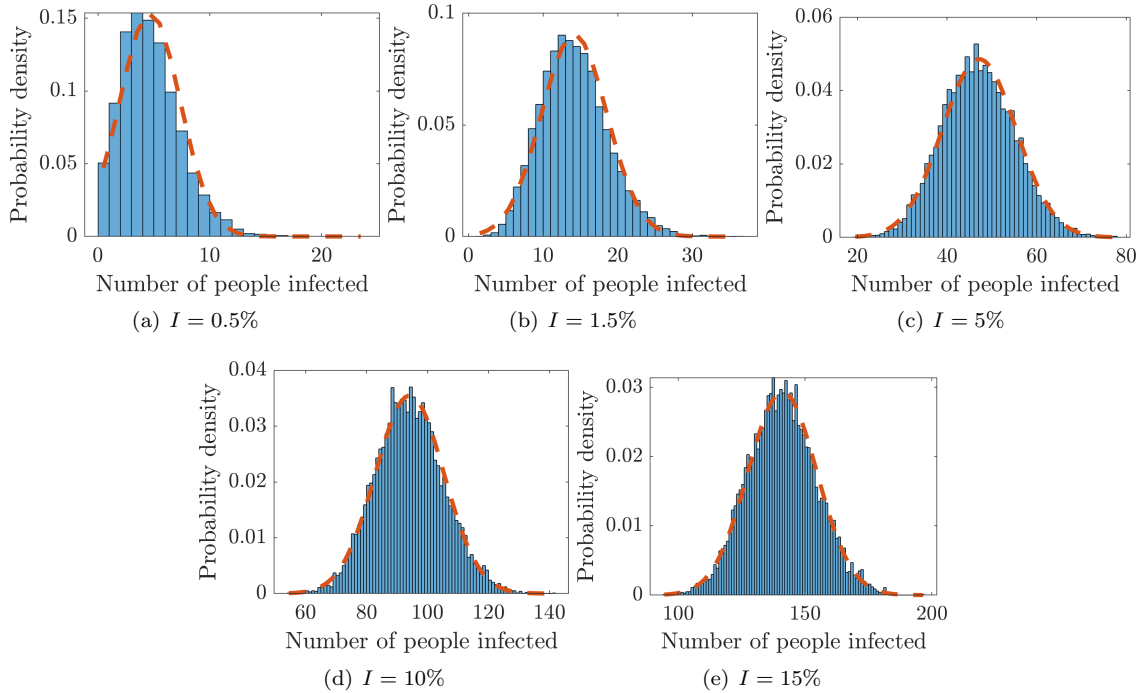 0.15
0.1
0.05
0
0
10
20
Probability density
Number of people infected
(a) I = 0.5%
0.1
0.05
0
0
10
20
30
Probability density
Number of people infected
(b) I = 1.5%
0.06
0.04
0.02
0
20
40
60
80
Probability density
Number of people infected
(c) I = 5%
0.04
0.03
0.02
0.01
0
60
80
100
120
140
Probability density
Number of people infected
(d) I = 10%
0.03
0.02
0.01
0
100
150
200
Probability density
Number of people infected
(e) I = 15%